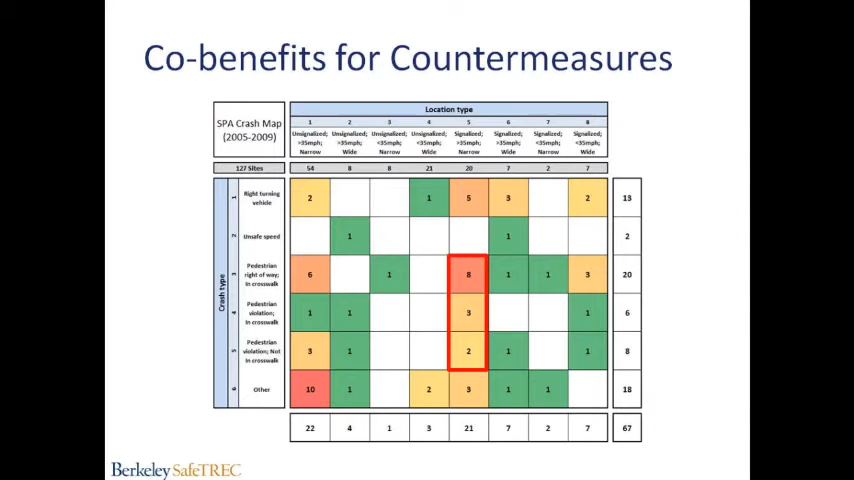 Co-benefits for Countermeasures
SPA Crash Map
(2005-2009)
Location type
1 2 3 4 5 6 7 8
Unsignalized; Unsignalized; Unsignalized; Unsignalized; Signalized; Signalized; Signalized; Signalized;
>35mph; >35mph; <35mph; <35mph; >35mph; >35mph; <35mph; <35mph;
Narrow Wide Narrow Wide Narrow Wide Narrow Wide
127 Sites 54 8 8 21 20 7 2 7
Crash type
1 Right turning
vehicle
2 1 5 3 2 13
2 Unsafe speed 1 1 2
Pedestrian
3 right of way;
In crosswalk
6 1 8 1 1 3 20
Pedestrian
4 violation;
In crosswalk
1 1 3 1 6
Pedestrian
5 violation; Not
In crosswalk
3 1 2 1 1 8
6 Other 10 1 2 3 1 1 18
22 4 1 3 21 7 2 7 67
Berkeley SafeTREC